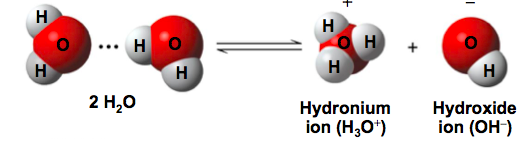 H
O
H
H
O
H
2 H₂O
+
H
O
H
H
Hydronium
ion (H₃O⁺)
+
−
O
H
Hydroxide
ion (OH⁻)